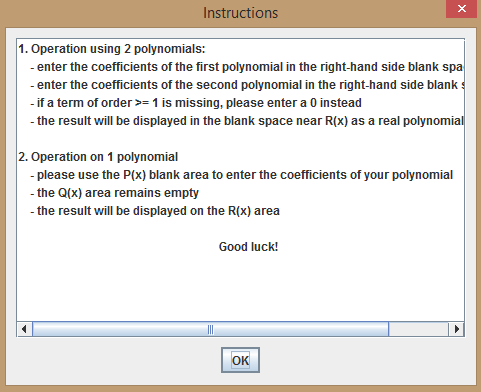 Instructions
1. Operation using 2 polynomials:
- enter the coefficients of the first polynomial in the right-hand side blank
- enter the coefficients of the second polynomial in the right-hand side blank
- if a term of order >= 1 is missing, please enter a 0 instead
- the result will be displayed in the blank space near R(x) as a real polynomial
2. Operation on 1 polynomial
- please use the P(x) blank area to enter the coefficients of your polynomial
- the Q(x) area remains empty
- the result will be displayed on the R(x) area
Good luck!
OK